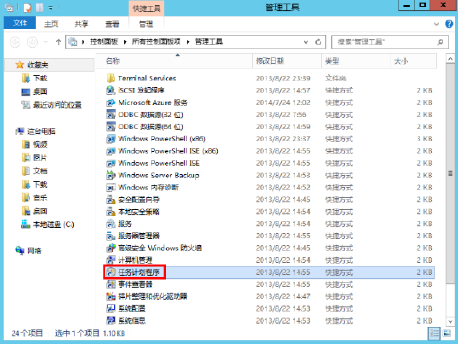 快捷工具
管理工具
文件 主页 共享 查看 管理
控制面板 ▸ 所有控制面板项 ▸ 管理工具
搜索"管理工具"
名称 修改日期 类型 大小
收藏夹
下载
桌面
最近访问的位置
这台电脑
视频
图片
文档
下载
音乐
桌面
本地磁盘 (C:)
网络
Terminal Services 2013/8/22 23:39 文件夹
iSCSI 发起程序 2013/8/22 14:57 快捷方式 2 KB
Microsoft Azure 服务 2014/7/24 12:02 快捷方式 2 KB
ODBC 数据源(32 位) 2013/8/22 7:56 快捷方式 2 KB
ODBC 数据源(64 位) 2013/8/22 14:59 快捷方式 2 KB
Windows PowerShell (x86) 2013/8/22 23:37 快捷方式 3 KB
Windows PowerShell ISE (x86) 2013/8/22 14:55 快捷方式 2 KB
Windows PowerShell ISE 2013/8/22 14:55 快捷方式 2 KB
Windows Server Backup 2013/8/22 14:53 快捷方式 2 KB
Windows 内存诊断 2013/8/22 14:52 快捷方式 2 KB
安全配置向导 2013/8/22 14:45 快捷方式 2 KB
本地安全策略 2013/8/22 14:54 快捷方式 2 KB
服务 2013/8/22 14:54 快捷方式 2 KB
服务器管理器 2013/8/22 14:55 快捷方式 2 KB
高级安全 Windows 防火墙 2013/8/22 14:45 快捷方式 2 KB
计算机管理 2013/8/22 14:54 快捷方式 2 KB
任务计划程序 2013/8/22 14:55 快捷方式 2 KB
事件查看器 2013/8/22 14:55 快捷方式 2 KB
碎片整理和优化驱动器 2013/8/22 14:47 快捷方式 2 KB
系统配置 2013/8/22 14:53 快捷方式 2 KB
系统信息 2013/8/22 14:53 快捷方式 2 KB
24 个项目 选中 1 个项目 1.10 KB